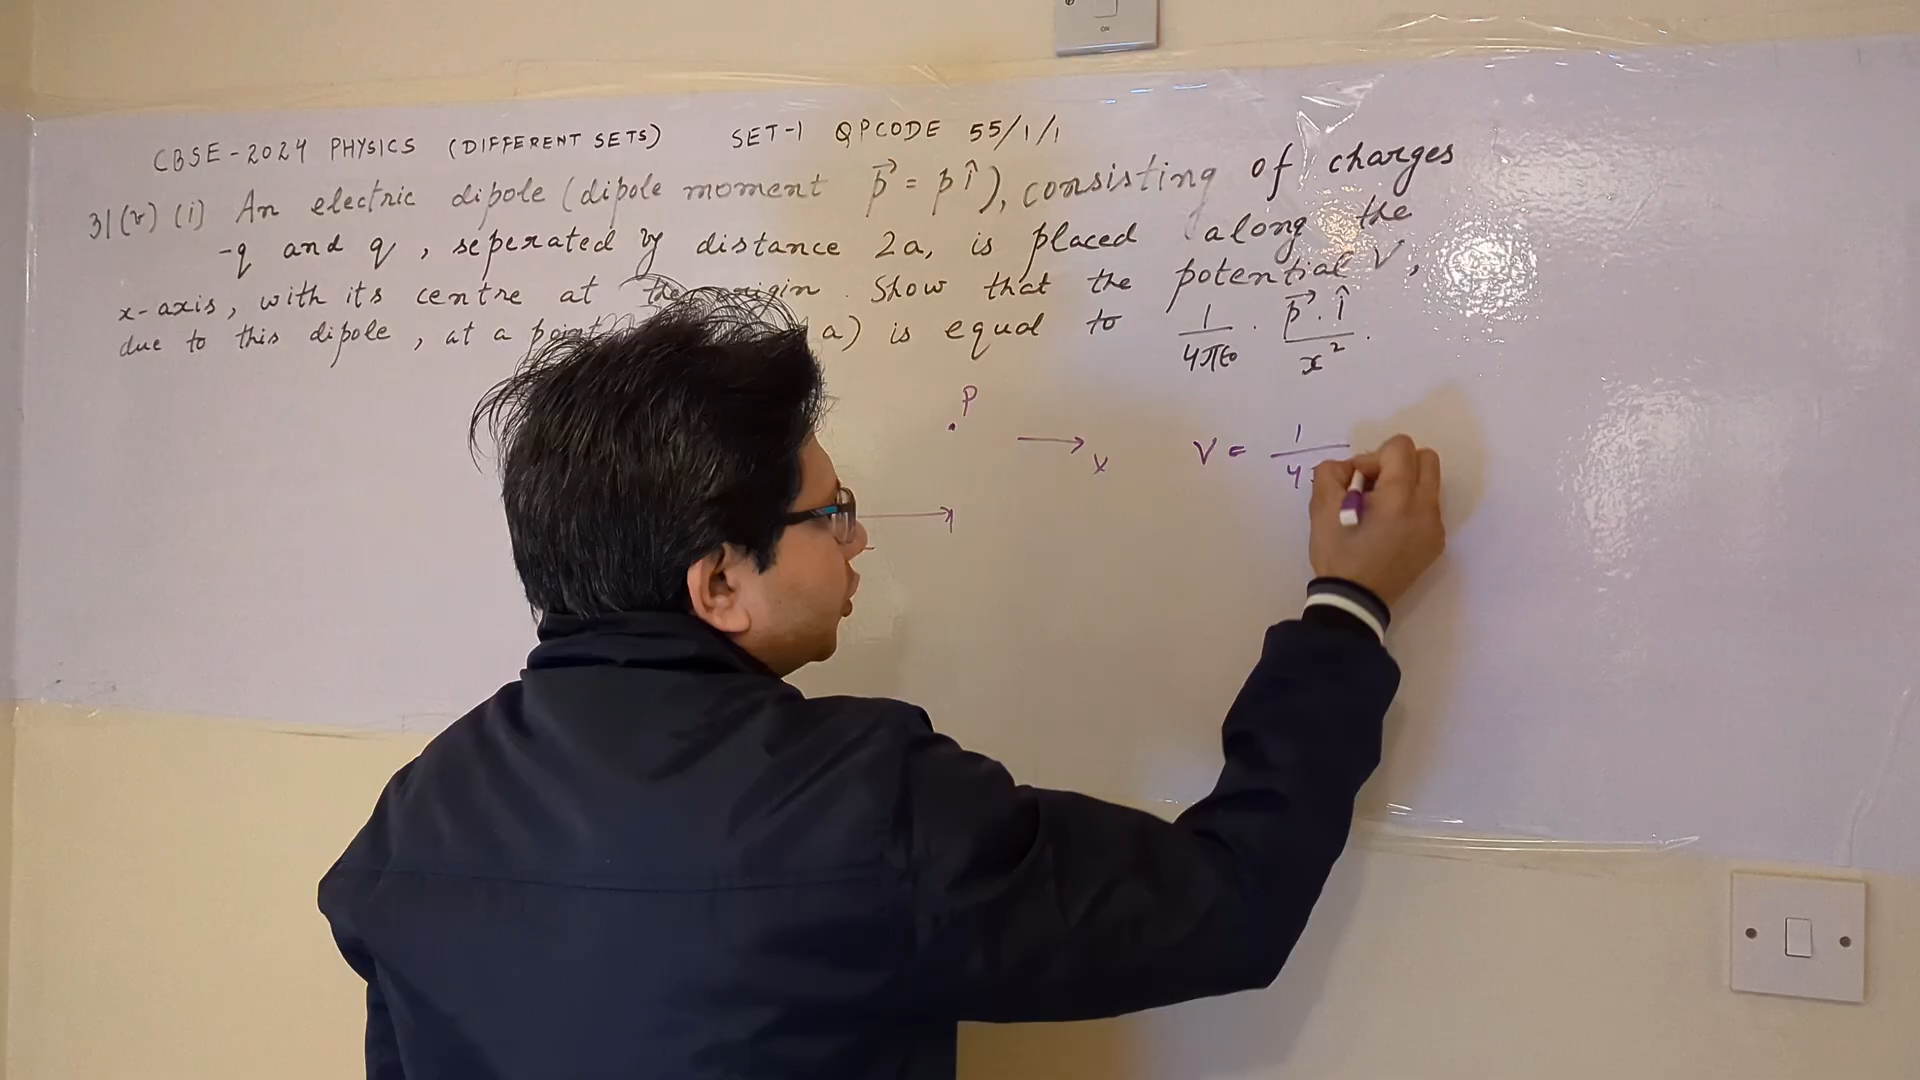 ON
CBSE-2024 PHYSICS (DIFFERENT SETS) SET-1 QPCODE 55/1/1
31(b) (i) An electric dipole (dipole moment p⃗ = p î), consisting of charges
-q and q, seperated by distance 2a, is placed along the
x-axis, with its centre at the origin. Show that the potential V,
due to this dipole, at a point a) is equal to 1/4πε₀ · p⃗.î/x².
P
x
V = 1/4